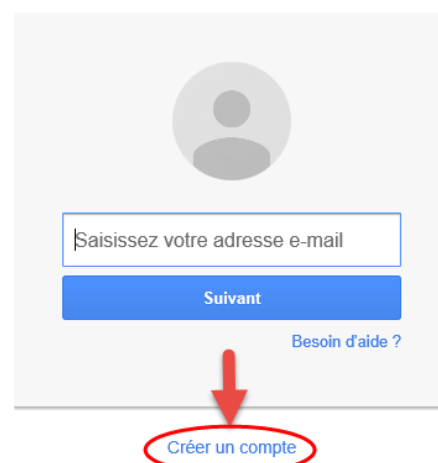 Saisissez votre adresse e-mail
Suivant
Besoin d'aide ?
Créer un compte